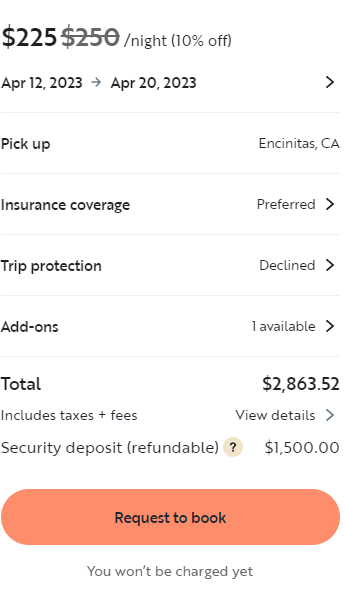 $225 $250 /night (10% off)
Apr 12, 2023 → Apr 20, 2023
Pick up Encinitas, CA
Insurance coverage Preferred
Trip protection Declined
Add-ons 1 available
Total $2,863.52
Includes taxes + fees View details
Security deposit (refundable) ? $1,500.00
Request to book
You won't be charged yet